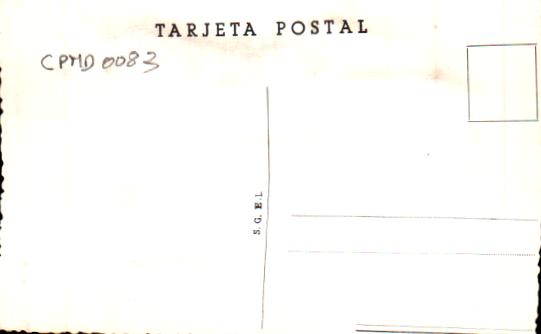 TARJETA POSTAL
CPMD 0083
S. G. E. I.